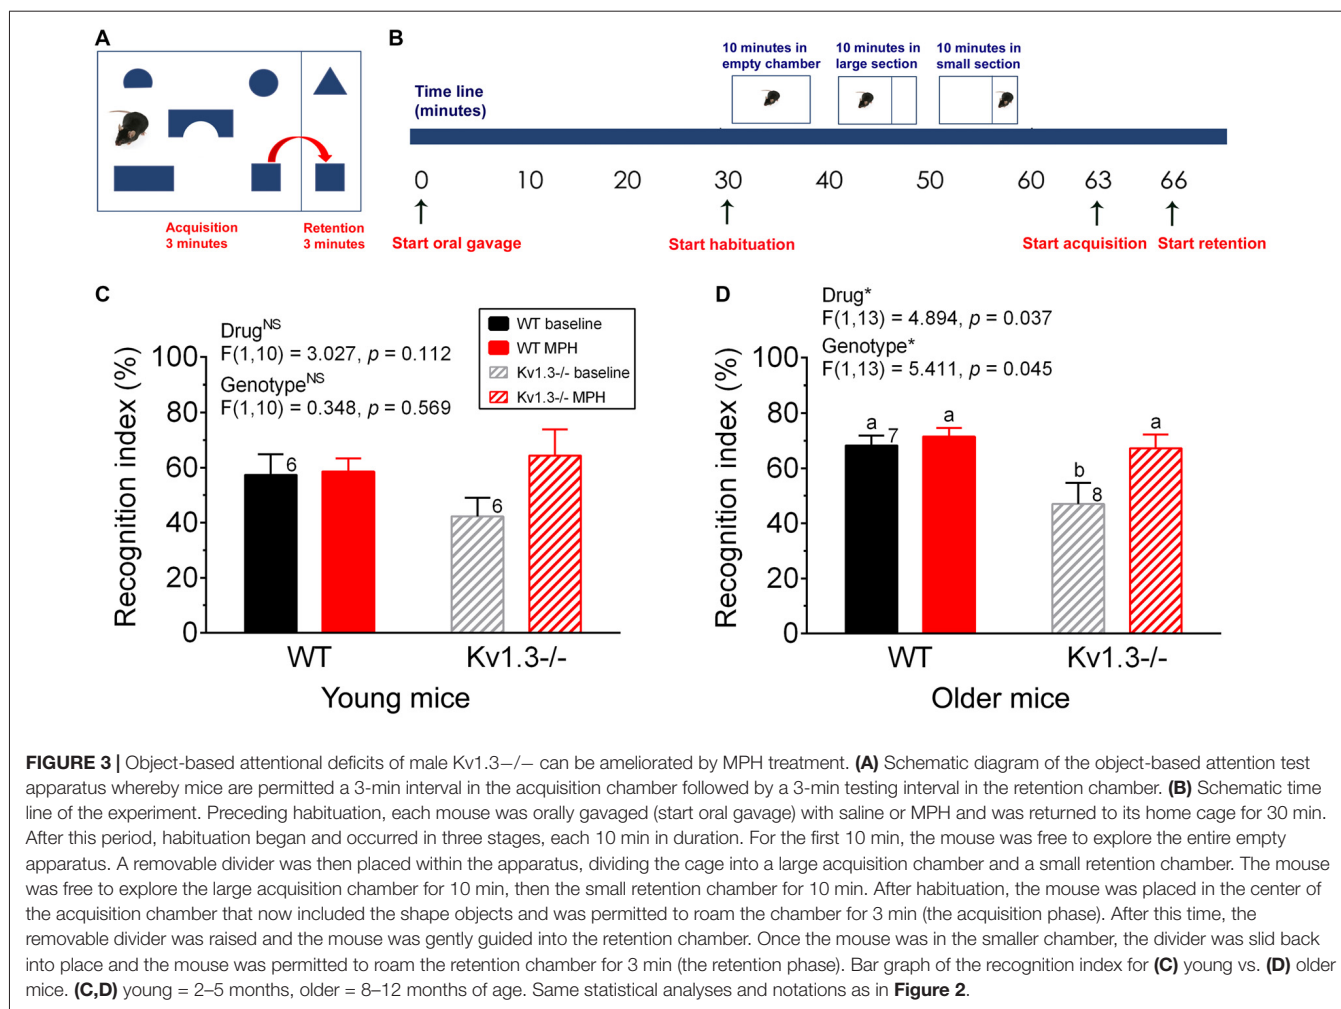 A
Acquisition
3 minutes
Retention
3 minutes
B
10 minutes in
empty chamber
10 minutes in
large section
10 minutes in
small section
Time line
(minutes)
0 10 20 30 40 50 60 63 66
Start oral gavage
Start habituation
Start acquisition
Start retention
C
Drug^NS
F(1,10) = 3.027, p = 0.112
Genotype^NS
F(1,10) = 0.348, p = 0.569
WT baseline
WT MPH
Kv1.3-/- baseline
Kv1.3-/- MPH
Recognition index (%)
100
80
60
40
20
0
6
6
WT
Kv1.3-/-
Young mice
D
Drug*
F(1,13) = 4.894, p = 0.037
Genotype*
F(1,13) = 5.411, p = 0.045
Recognition index (%)
100
80
60
40
20
0
a
7
a
b
8
a
WT
Kv1.3-/-
Older mice
FIGURE 3 | Object-based attentional deficits of male Kv1.3−/− can be ameliorated by MPH treatment. (A) Schematic diagram of the object-based attention test
apparatus whereby mice are permitted a 3-min interval in the acquisition chamber followed by a 3-min testing interval in the retention chamber. (B) Schematic time
line of the experiment. Preceding habituation, each mouse was orally gavaged (start oral gavage) with saline or MPH and was returned to its home cage for 30 min.
After this period, habituation began and occurred in three stages, each 10 min in duration. For the first 10 min, the mouse was free to explore the entire empty
apparatus. A removable divider was then placed within the apparatus, dividing the cage into a large acquisition chamber and a small retention chamber. The mouse
was free to explore the large acquisition chamber for 10 min, then the small retention chamber for 10 min. After habituation, the mouse was placed in the center of
the acquisition chamber that now included the shape objects and was permitted to roam the chamber for 3 min (the acquisition phase). After this time, the
removable divider was raised and the mouse was gently guided into the retention chamber. Once the mouse was in the smaller chamber, the divider was slid back
into place and the mouse was permitted to roam the retention chamber for 3 min (the retention phase). Bar graph of the recognition index for (C) young vs. (D) older
mice. (C,D) young = 2–5 months, older = 8–12 months of age. Same statistical analyses and notations as in Figure 2.